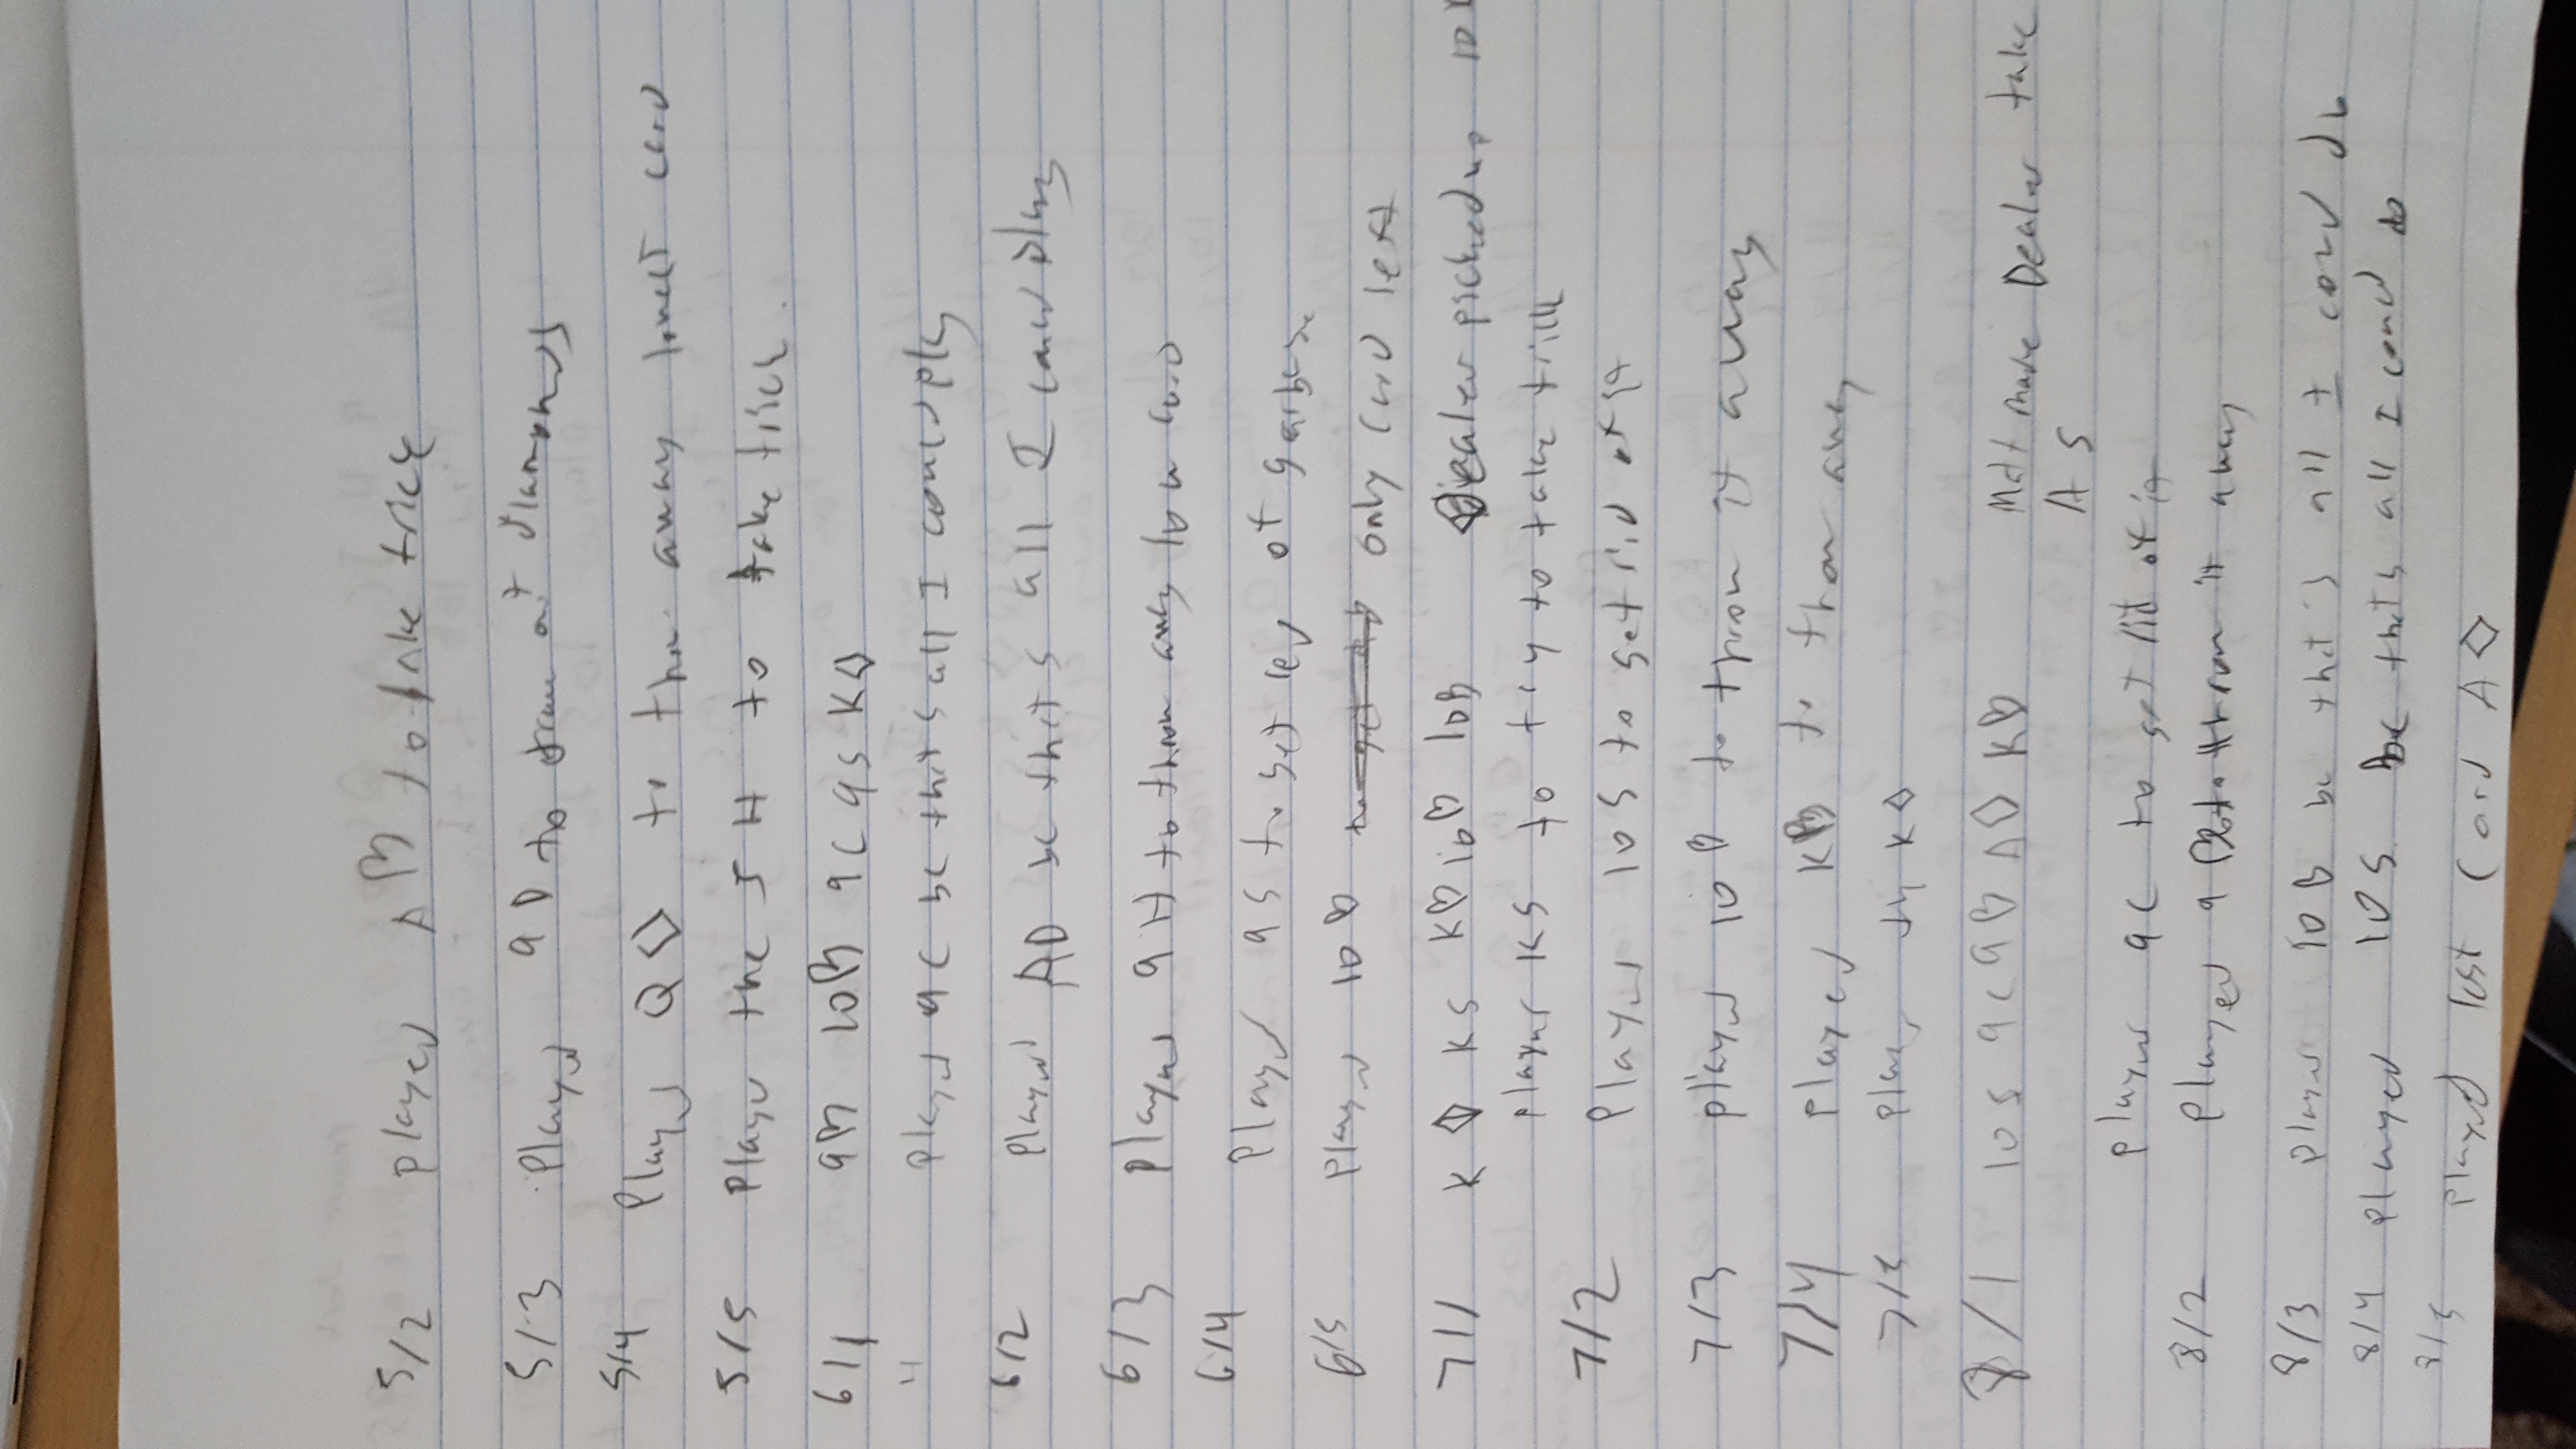 5/2 played A♡ to take trick
5/3 Played 9D to draw out diamonds
5/4 Played Q◇ to throw away lowest card
5/5 Played the J H to take trick.
6/1 9♡ 10♡ 9C 9S K◇
" played 9C bc that's all I could play
6/2 Played AD bc that's all I could play
6/3 Played 9H to throw away low card
6/4
Played 9S to get rid of garbage
6/5 Played 10♡ only card left
7/1 K◇ KS K♡ 10♡ 10 Dealer picked up 10
played KS to try to take trick
7/2 Played 10S to get rid of it
7/3 played 10♡ to throw it away
7/4 played K♡ to throw away
7/5 play K◇
8/1 10S 9C 9♡ A◇ K♡ Matt made Dealer take
A S
played 9C to get rid of it
8/2 Played 9♡ to throw it away
8/3 played 10 bc that's all I could do
8/4 played 10S bc that's all I could do
8/5 Played last card A◇